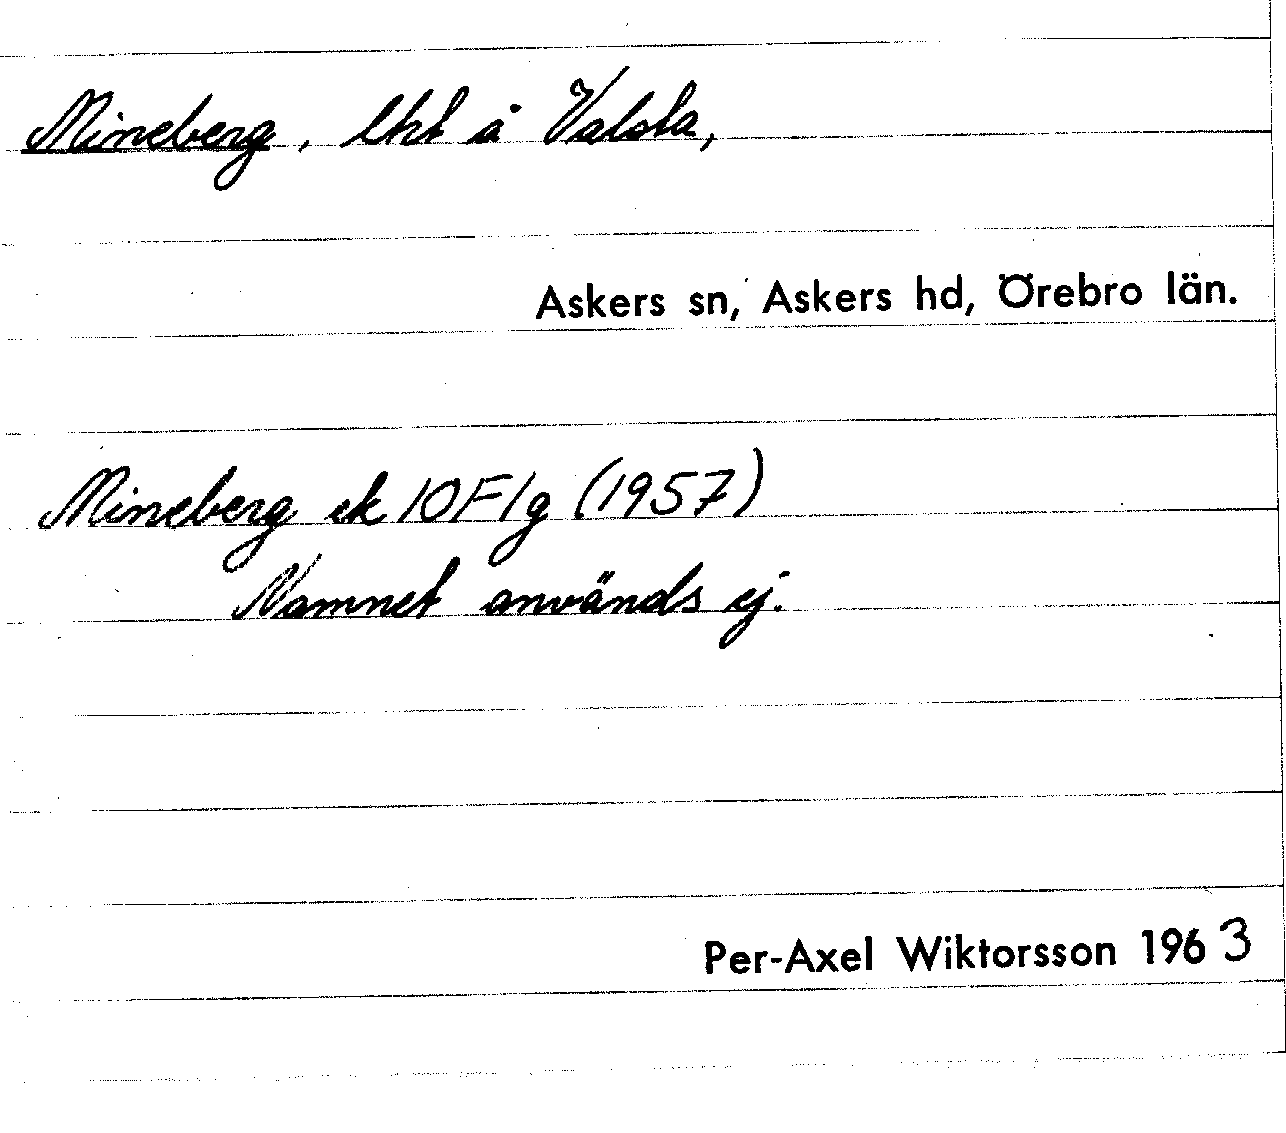 Mineberg, lht å Valsta,
Askers sn, Askers hd, Örebro län.
Mineberg ek 10F1g (1957)
Namnet används ej.
Per-Axel Wiktorsson 1963